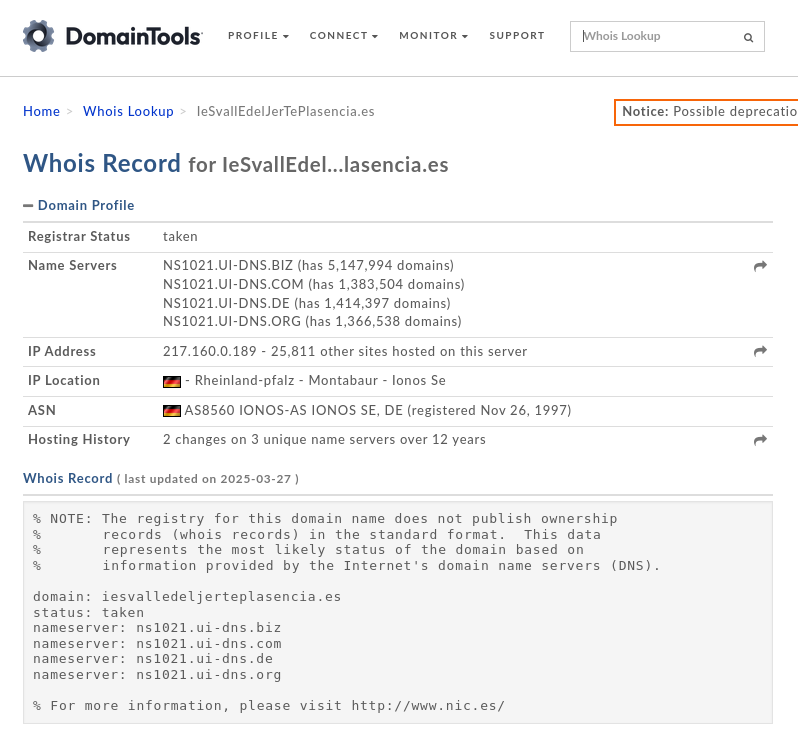 DomainTools
PROFILE CONNECT MONITOR SUPPORT
Whois Lookup
Home > Whois Lookup > IeSvallEdelJerTePlasencia.es
Notice: Possible deprecatio
Whois Record for IeSvallEdel...lasencia.es
Domain Profile
Registrar Status taken
Name Servers NS1021.UI-DNS.BIZ (has 5,147,994 domains)
NS1021.UI-DNS.COM (has 1,383,504 domains)
NS1021.UI-DNS.DE (has 1,414,397 domains)
NS1021.UI-DNS.ORG (has 1,366,538 domains)
IP Address 217.160.0.189 - 25,811 other sites hosted on this server
IP Location - Rheinland-pfalz - Montabaur - Ionos Se
ASN AS8560 IONOS-AS IONOS SE, DE (registered Nov 26, 1997)
Hosting History 2 changes on 3 unique name servers over 12 years
Whois Record ( last updated on 2025-03-27 )
% NOTE: The registry for this domain name does not publish ownership
% records (whois records) in the standard format. This data
% represents the most likely status of the domain based on
% information provided by the Internet's domain name servers (DNS).
domain: iesvalledeljerteplasencia.es
status: taken
nameserver: ns1021.ui-dns.biz
nameserver: ns1021.ui-dns.com
nameserver: ns1021.ui-dns.de
nameserver: ns1021.ui-dns.org
% For more information, please visit http://www.nic.es/